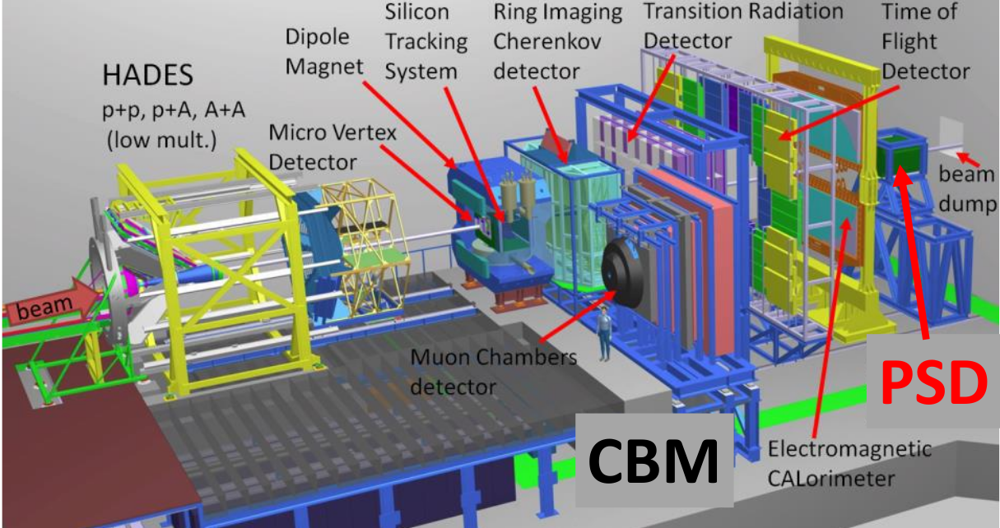 HADES
p+p, p+A, A+A
(low mult.)
Dipole
Magnet
Silicon
Tracking
System
Ring Imaging
Cherenkov
detector
Transition Radiation
Detector
Time of
Flight
Detector
Micro Vertex
Detector
beam
dump
beam
Muon Chambers
detector
PSD
CBM
Electromagnetic
CALorimeter